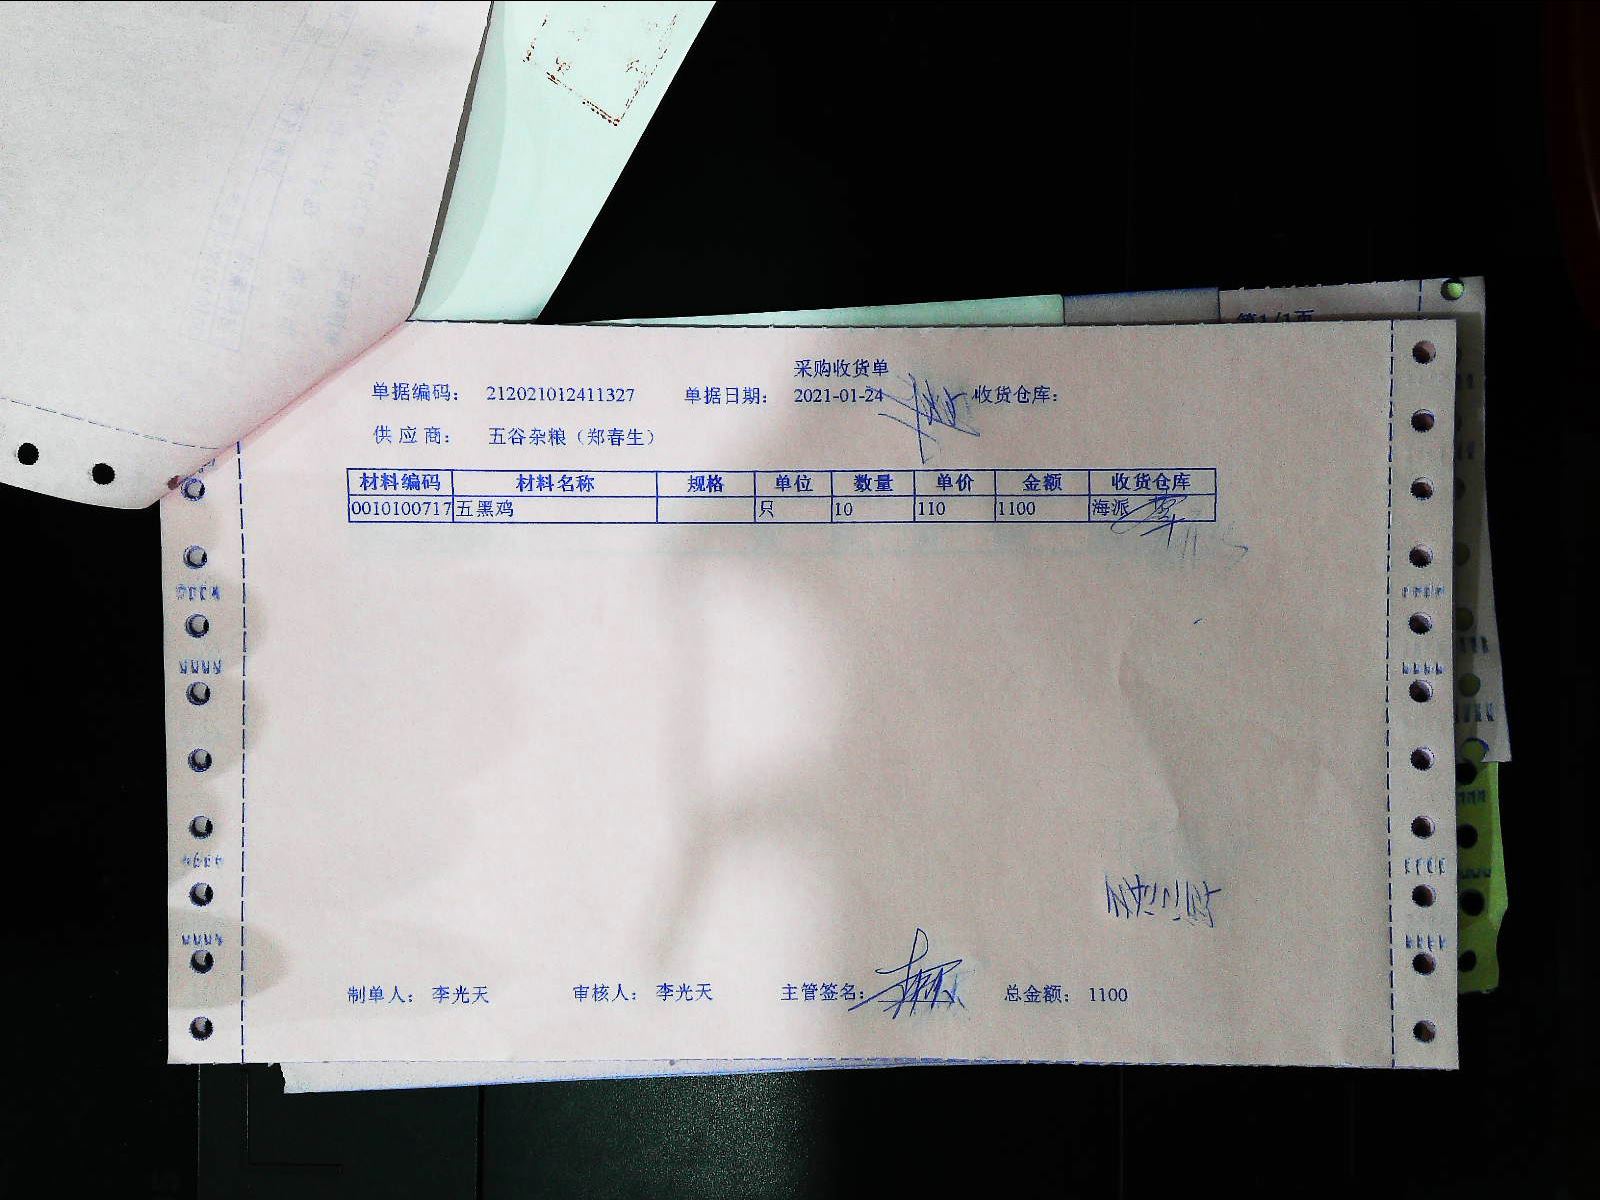 第1/1页
采购收货单
单据编码： 212021012411327 单据日期： 2021-01-24 收货仓库：
供 应 商： 五谷杂粮（郑春生）
材料编码 材料名称 规格 单位 数量 单价 金额 收货仓库
0010100717 五黑鸡 只 10 110 1100 海派
制单人： 李光天 审核人： 李光天 主管签名： 总金额： 1100